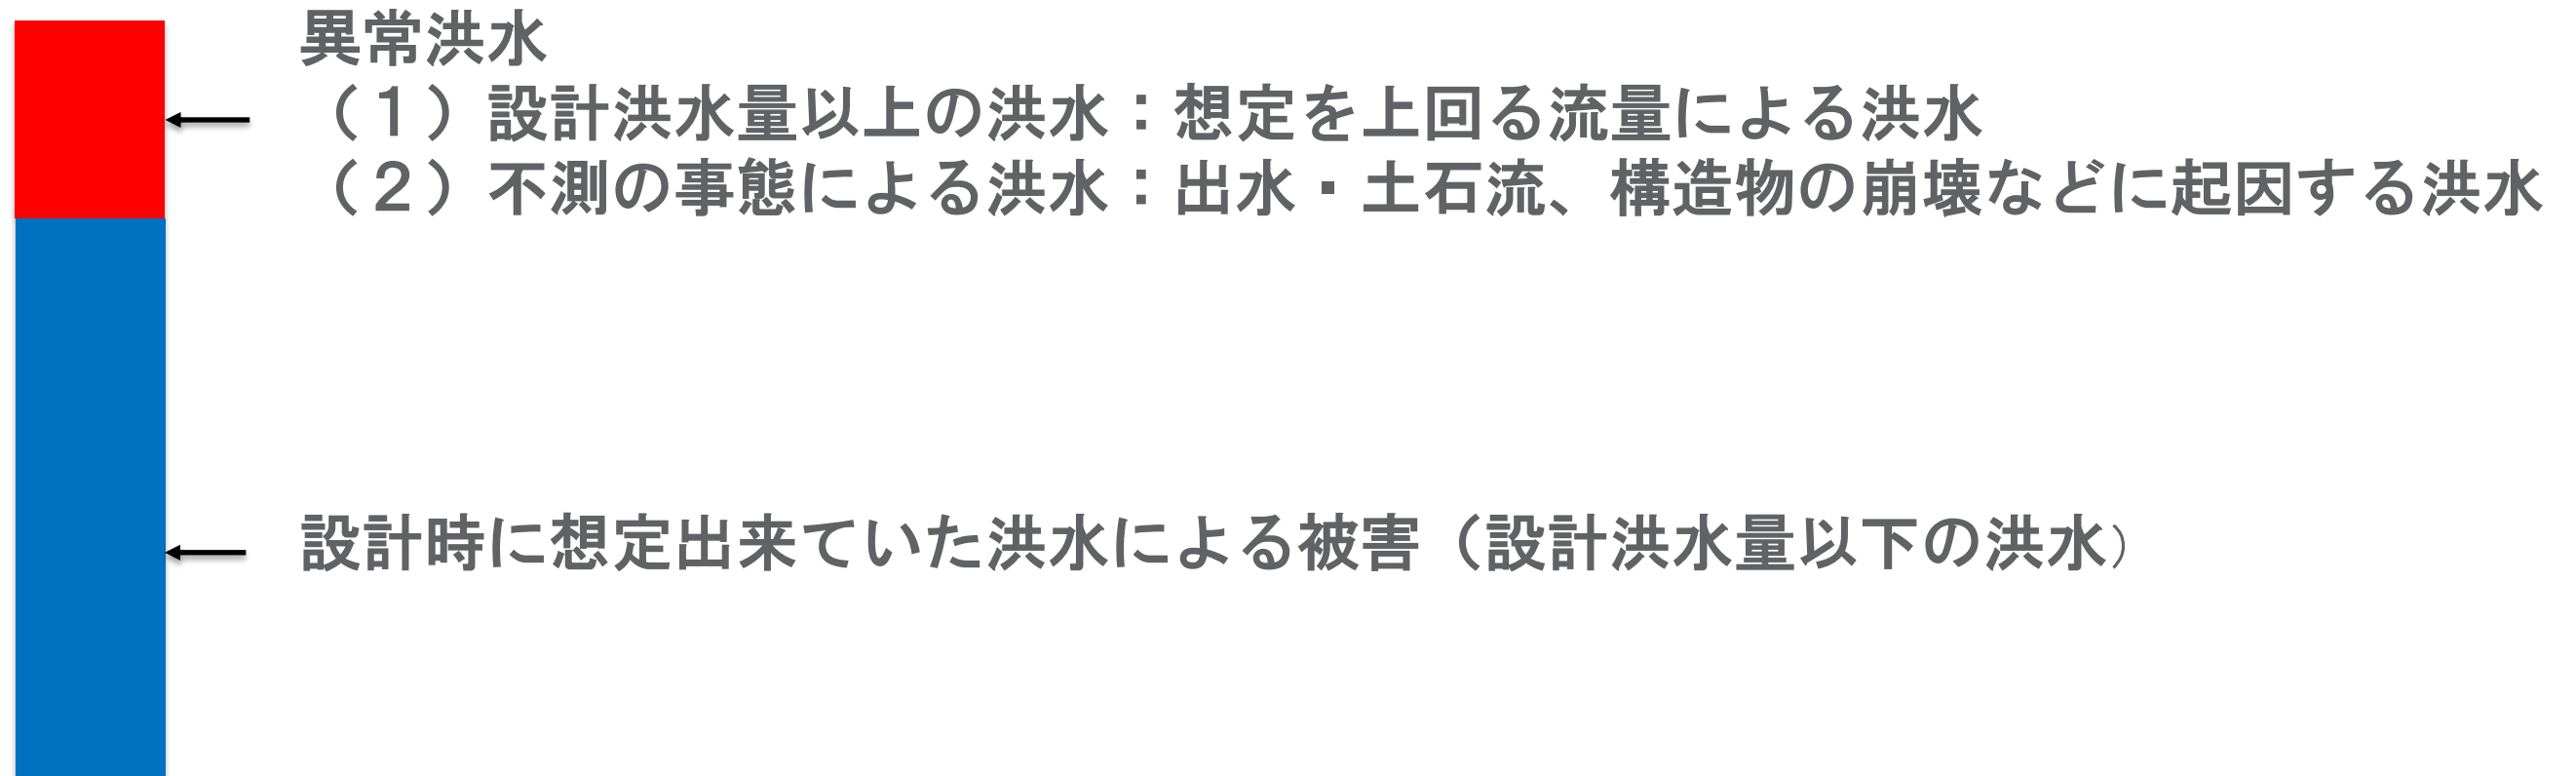 異常洪水
（１）設計洪水量以上の洪水：想定を上回る流量による洪水
（２）不測の事態による洪水：出水・土石流、構造物の崩壊などに起因する洪水
設計時に想定出来ていた洪水による被害（設計洪水量以下の洪水）